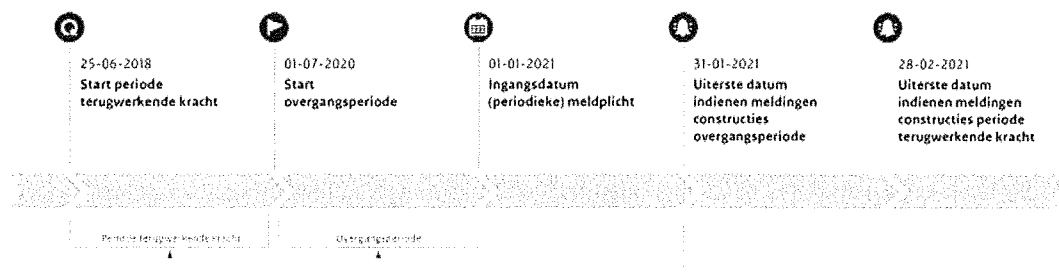 25-06-2018
Start periode
terugwerkende kracht
01-07-2020
Start
overgangsperiode
01-01-2021
Ingangsdatum
(periodieke) meldplicht
31-01-2021
Uiterste datum
indienen meldingen
constructies
overgangsperiode
28-02-2021
Uiterste datum
indienen meldingen
constructies periode
terugwerkende kracht
Periode terugwerkende kracht
Overgangsperiode